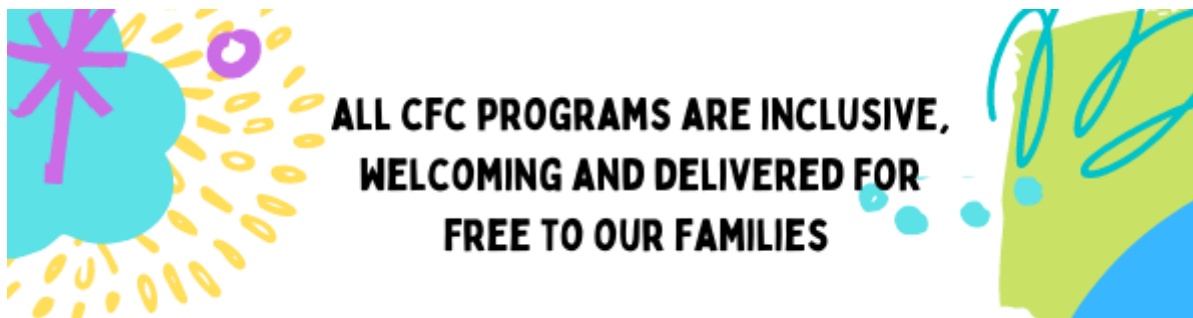 ALL CFC PROGRAMS ARE INCLUSIVE,
WELCOMING AND DELIVERED FOR
FREE TO OUR FAMILIES